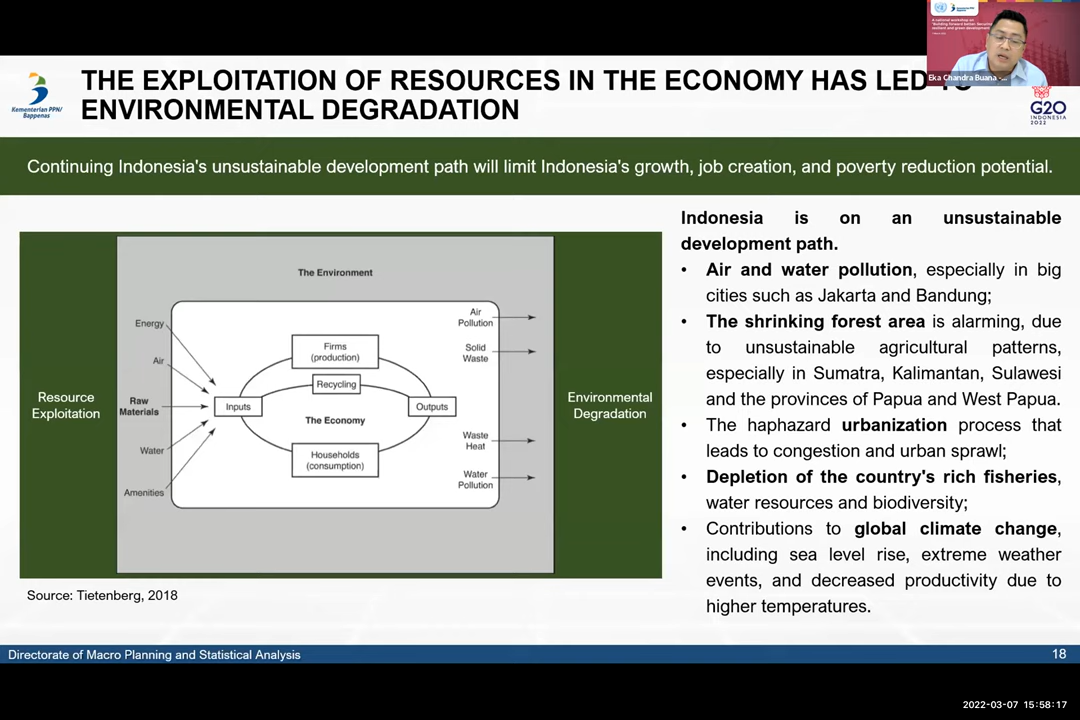 THE EXPLOITATION OF RESOURCES IN THE ECONOMY HAS LED TO
ENVIRONMENTAL DEGRADATION
Kementerian PPN/
Bappenas
Kementerian PPN/
Bappenas
A national workshop on
Eka Chandra Buana
G20
INDONESIA
2022
Continuing Indonesia's unsustainable development path will limit Indonesia's growth, job creation, and poverty reduction potential.
Resource
Exploitation
The Environment
Energy
Air
Raw
Materials
Water
Amenities
Inputs
Firms
(production)
Recycling
The Economy
Households
(consumption)
Outputs
Air
Pollution
Solid
Waste
Waste
Heat
Water
Pollution
Environmental
Degradation
Source: Tietenberg, 2018
Indonesia is on an unsustainable
development path.
• Air and water pollution, especially in big
cities such as Jakarta and Bandung;
• The shrinking forest area is alarming, due
to unsustainable agricultural patterns,
especially in Sumatra, Kalimantan, Sulawesi
and the provinces of Papua and West Papua.
• The haphazard urbanization process that
leads to congestion and urban sprawl;
• Depletion of the country's rich fisheries,
water resources and biodiversity;
• Contributions to global climate change,
including sea level rise, extreme weather
events, and decreased productivity due to
higher temperatures.
Directorate of Macro Planning and Statistical Analysis
18
2022-03-07 15:58:17